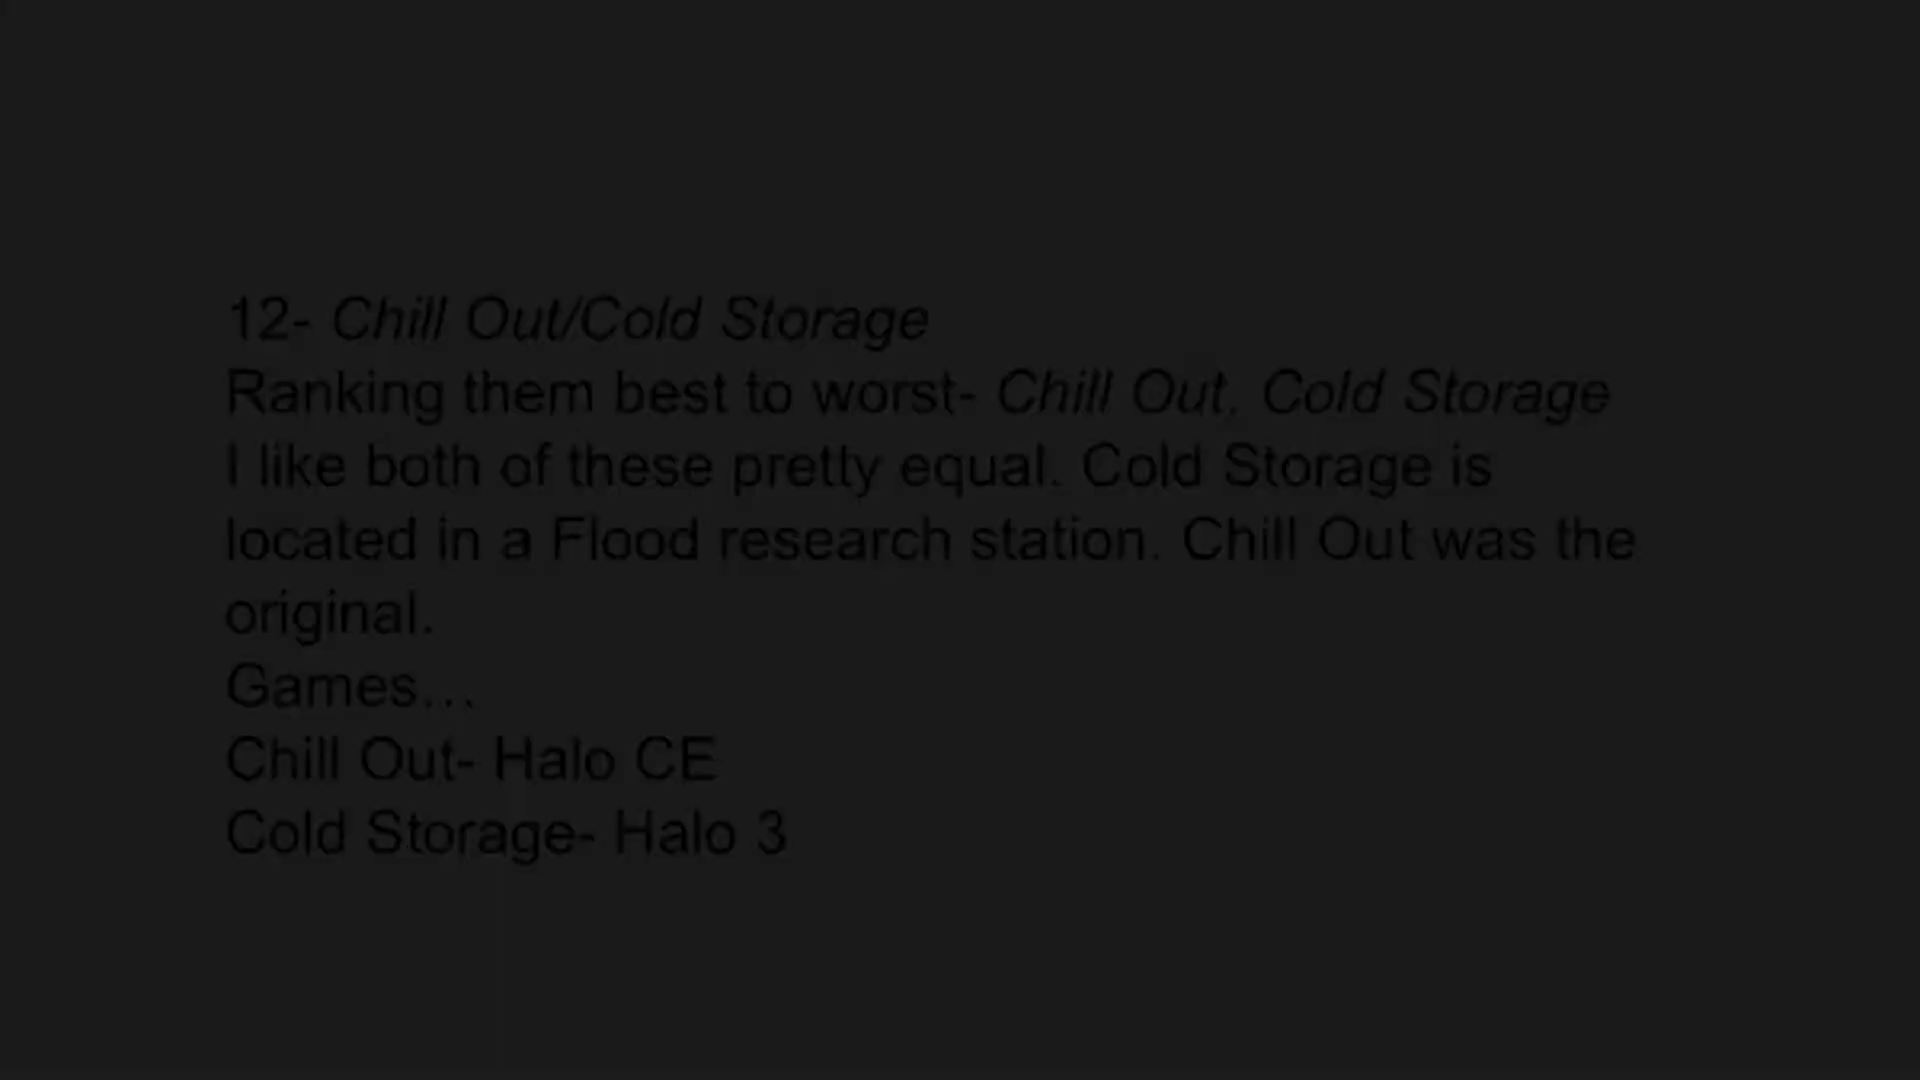 12- Chill Out/Cold Storage
Ranking them best to worst- Chill Out, Cold Storage
I like both of these pretty equal. Cold Storage is
located in a Flood research station. Chill Out was the
original.
Games…
Chill Out- Halo CE
Cold Storage- Halo 3